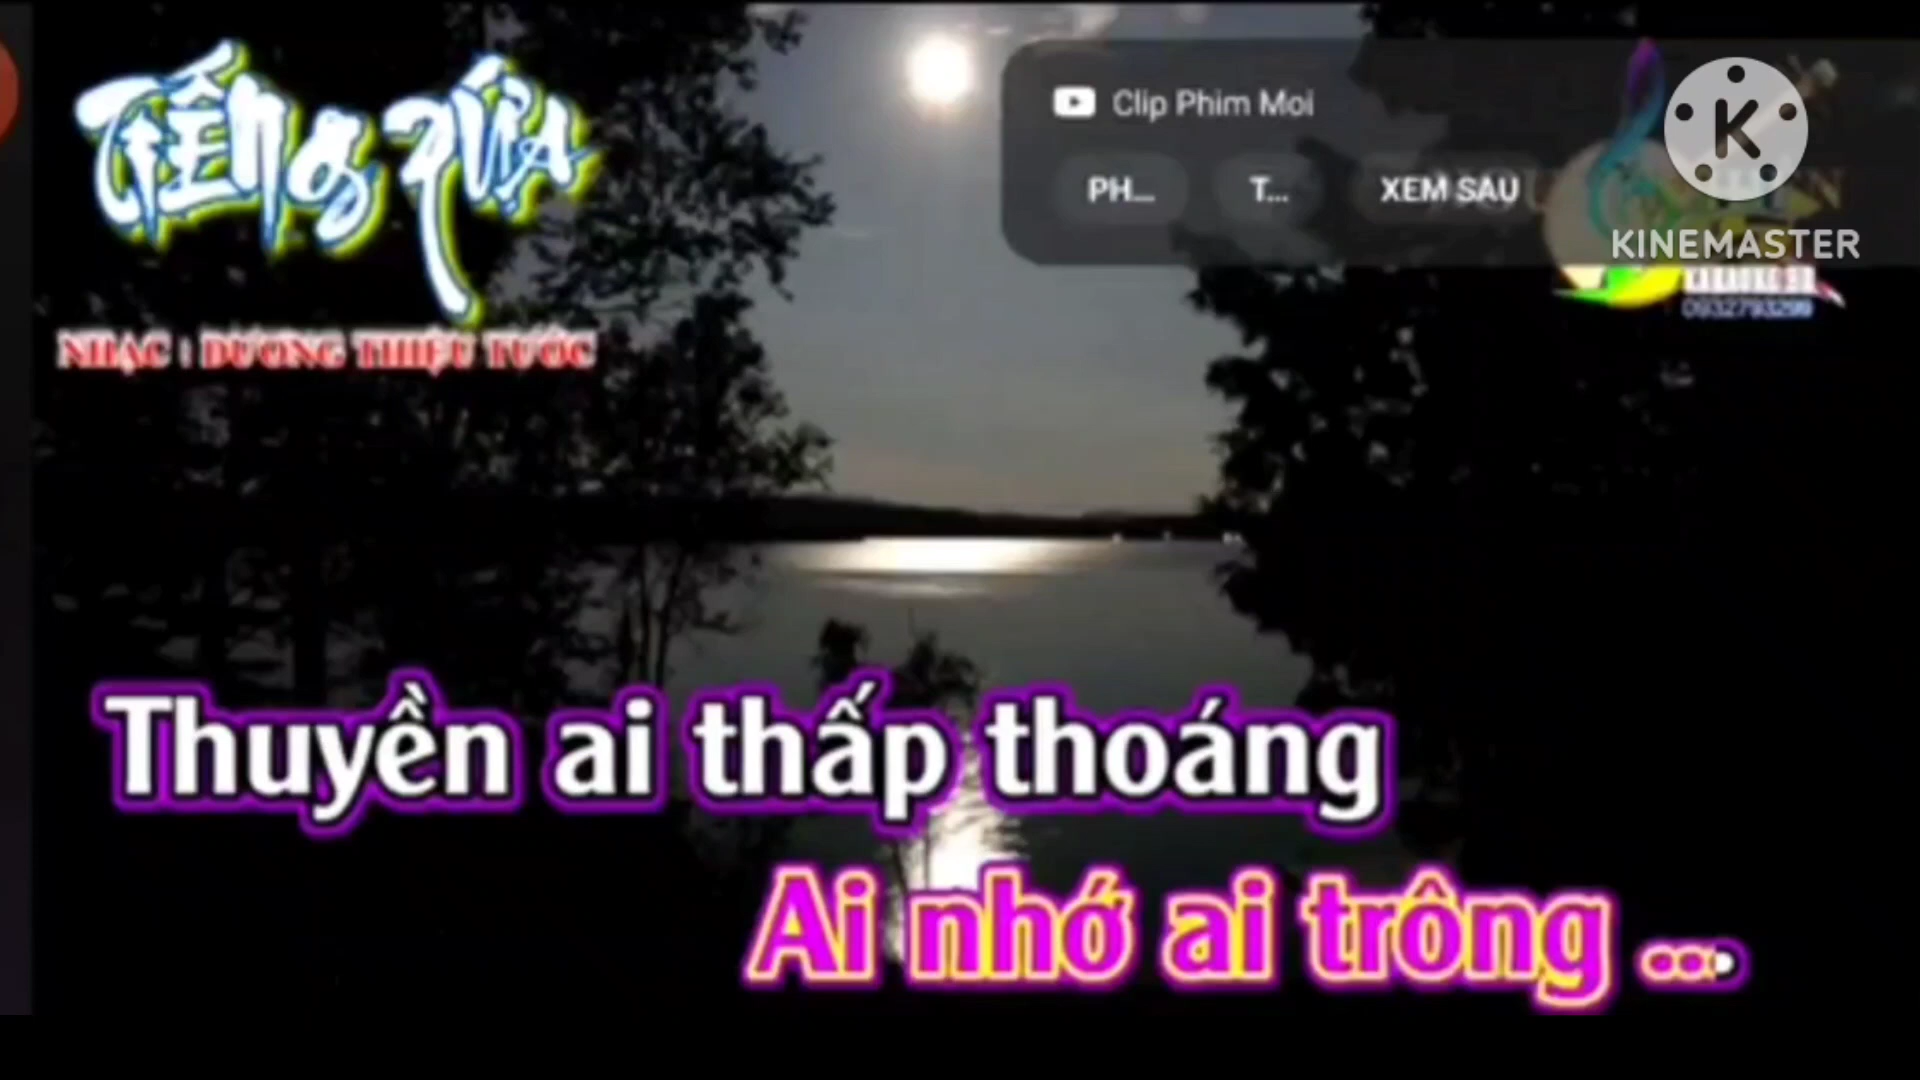 TIẾNG XƯA
NHẠC : DƯƠNG THIỆU TƯỚC
Clip Phim Moi
PH...
T...
XEM SAU
KINEMASTER
0932793299
Thuyền ai thấp thoáng
Ai nhớ ai trông ...